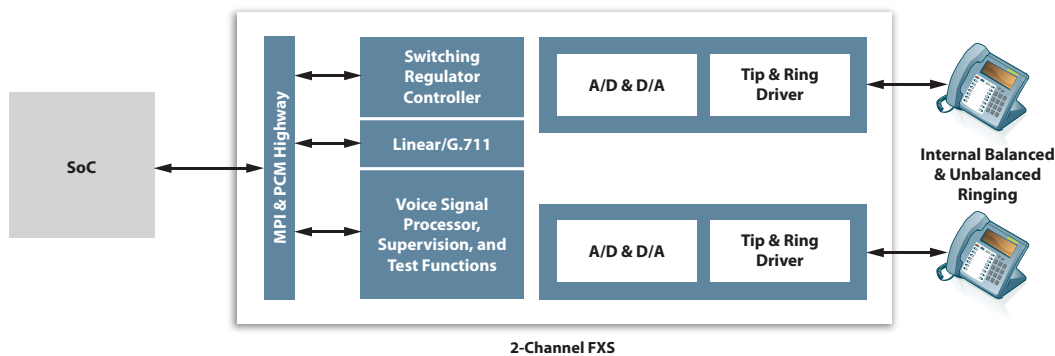 SoC
MPI & PCM Highway
Switching
Regulator
Controller
Linear/G.711
Voice Signal
Processor,
Supervision, and
Test Functions
A/D & D/A
Tip & Ring
Driver
A/D & D/A
Tip & Ring
Driver
Internal Balanced
& Unbalanced
Ringing
2-Channel FXS